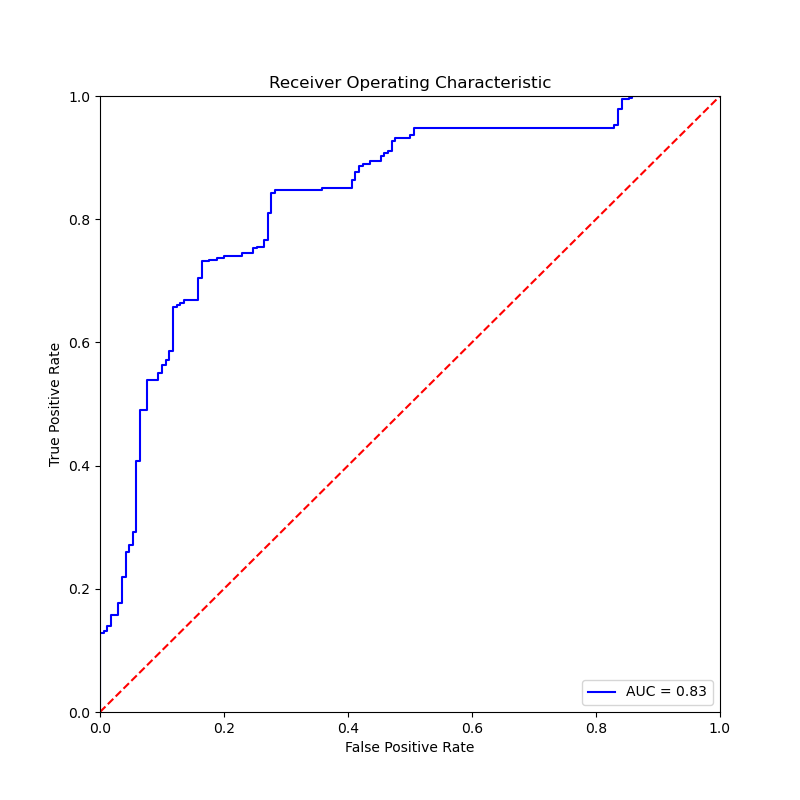 Receiver Operating Characteristic
1.0
0.8
0.6
0.4
0.2
0.0
True Positive Rate
AUC = 0.83
0.0 0.2 0.4 0.6 0.8 1.0
False Positive Rate